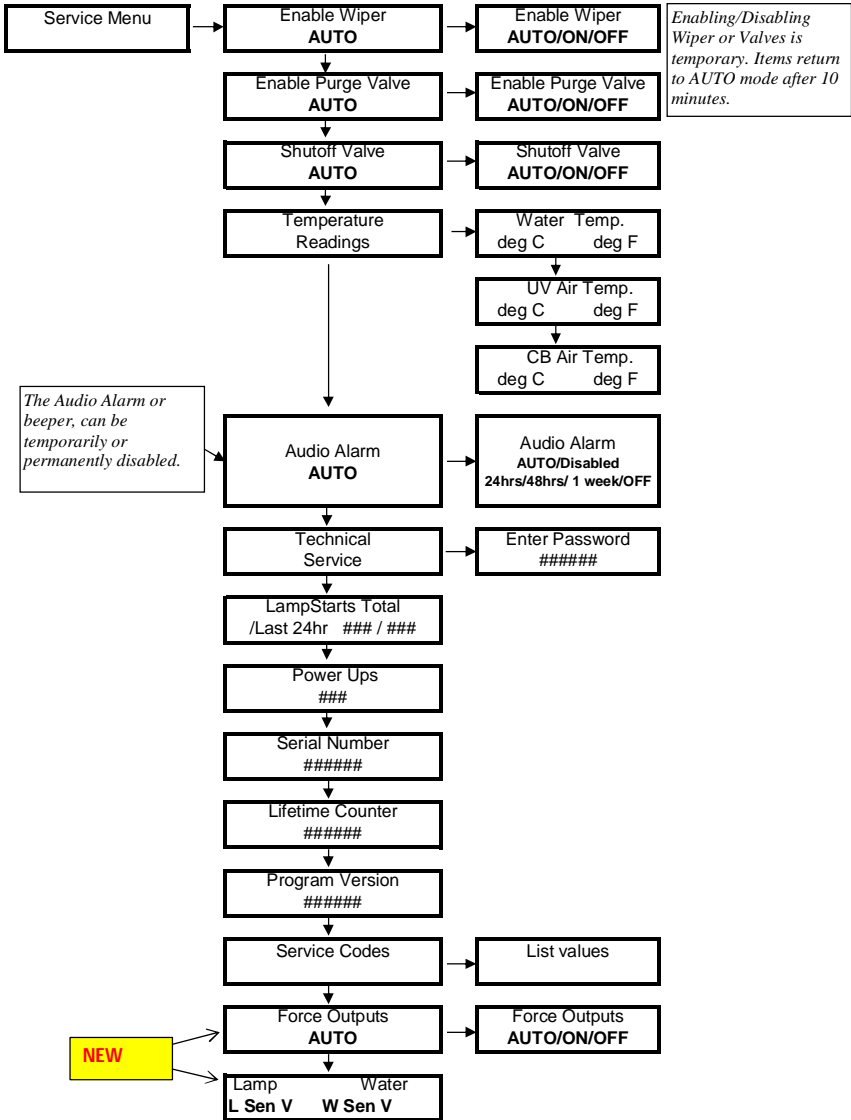 Service Menu
Enable Wiper
AUTO
Enable Wiper
AUTO/ON/OFF
Enabling/Disabling
Wiper or Valves is
temporary. Items return
to AUTO mode after 10
minutes.
Enable Purge Valve
AUTO
Enable Purge Valve
AUTO/ON/OFF
Shutoff Valve
AUTO
Shutoff Valve
AUTO/ON/OFF
Temperature
Readings
Water Temp.
deg C deg F
UV Air Temp.
deg C deg F
CB Air Temp.
deg C deg F
The Audio Alarm or
beeper, can be
temporarily or
permanently disabled.
Audio Alarm
AUTO
Audio Alarm
AUTO/Disabled
24hrs/48hrs/ 1 week/OFF
Technical
Service
Enter Password
######
LampStarts Total
/Last 24hr ### / ###
Power Ups
###
Serial Number
######
Lifetime Counter
######
Program Version
######
Service Codes
List values
Force Outputs
AUTO
Force Outputs
AUTO/ON/OFF
NEW
Lamp Water
L Sen V W Sen V